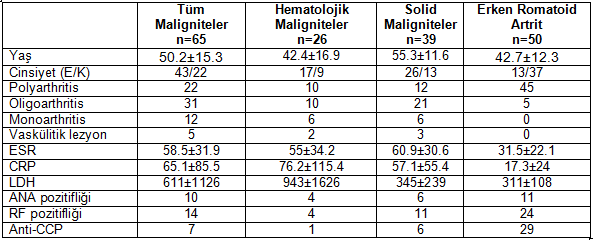 Tüm Maligniteler n=65 Hematolojik Maligniteler n=26 Solid Maligniteler n=39 Erken Romatoid Artrit n=50
Yaş 50.2±15.3 42.4±16.9 55.3±11.6 42.7±12.3
Cinsiyet (E/K) 43/22 17/9 26/13 13/37
Polyarthritis 22 10 12 45
Oligoarthritis 31 10 21 5
Monoarthritis 12 6 6 0
Vaskülitik lezyon 5 2 3 0
ESR 58.5±31.9 55±34.2 60.9±30.6 31.5±22.1
CRP 65.1±85.5 76.2±115.4 57.1±55.4 17.3±24
LDH 611±1126 943±1626 345±239 311±108
ANA pozitifliği 10 4 6 11
RF pozitifliği 14 4 11 24
Anti-CCP 7 1 6 29